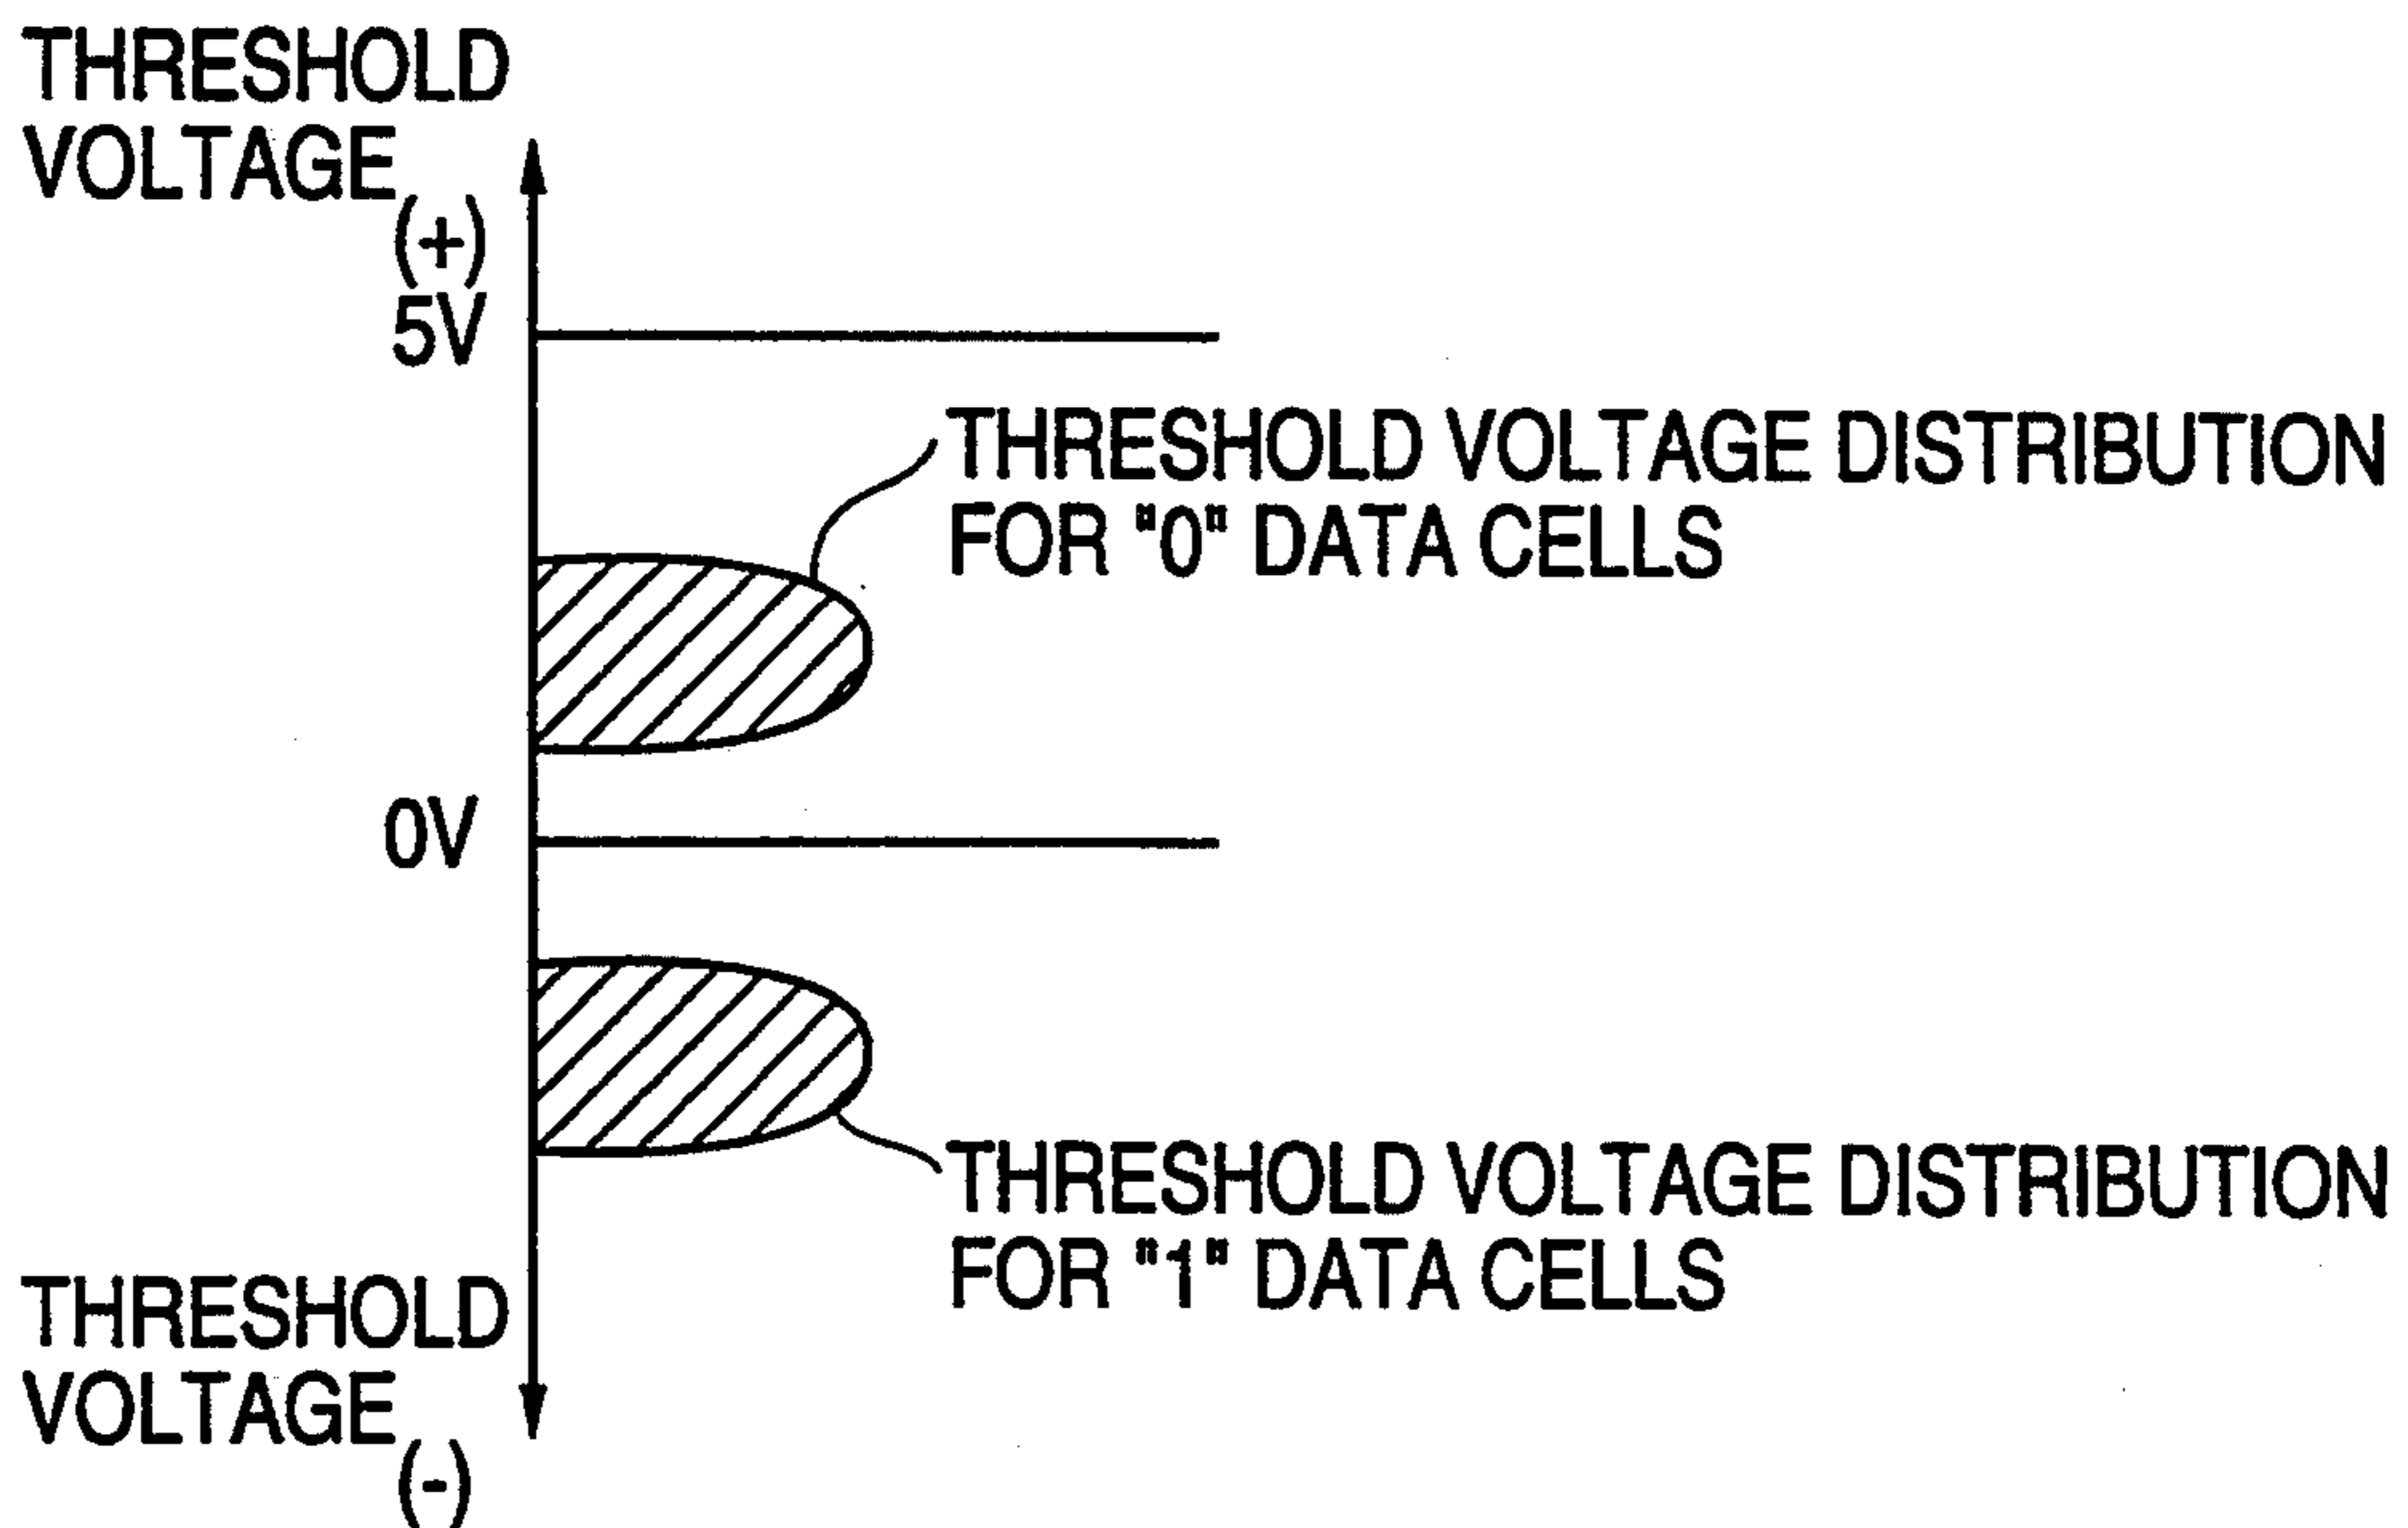 THRESHOLD
VOLTAGE
(+)
5V
THRESHOLD VOLTAGE DISTRIBUTION
FOR "0" DATA CELLS
0V
THRESHOLD VOLTAGE DISTRIBUTION
FOR "1" DATA CELLS
THRESHOLD
VOLTAGE
(-)